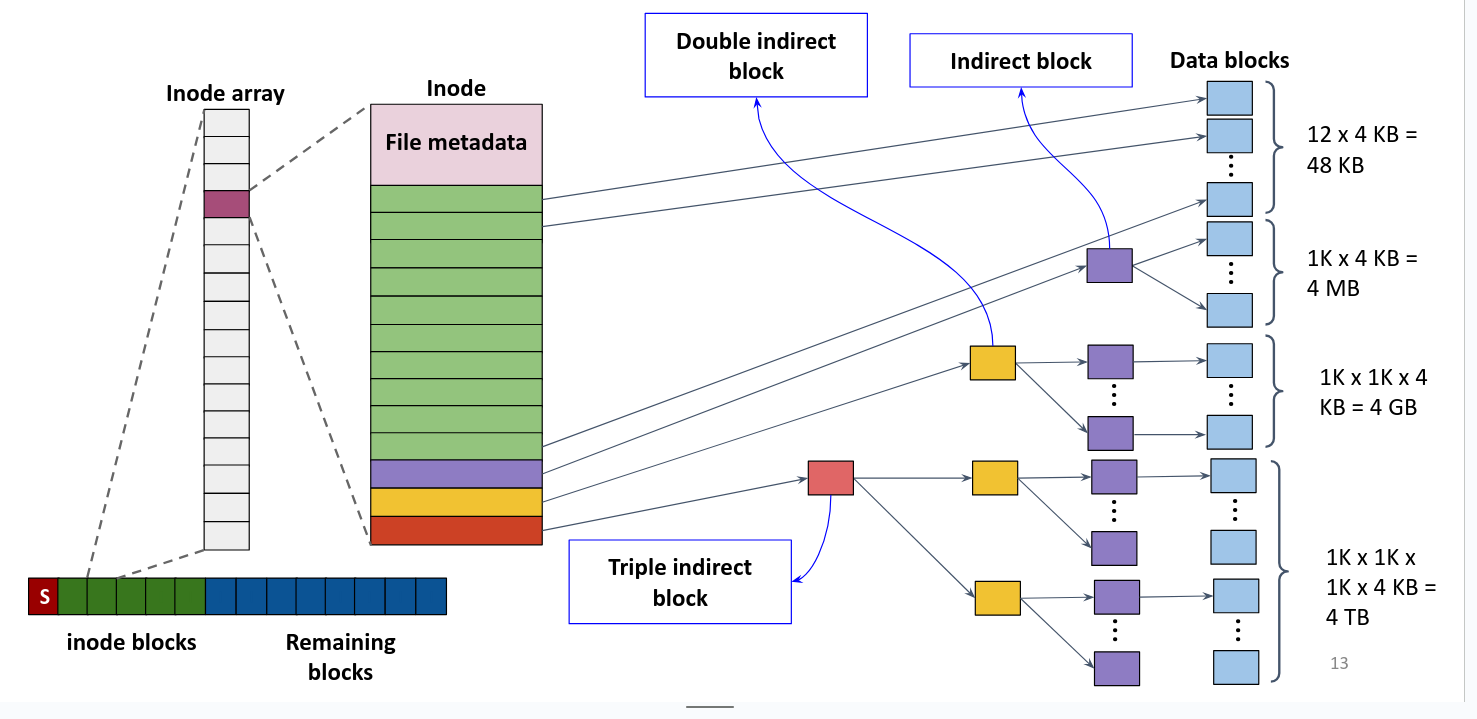 Double indirect
block
Indirect block
Data blocks
Inode array
Inode
File metadata
12 x 4 KB =
48 KB
1K x 4 KB =
4 MB
1K x 1K x 4
KB = 4 GB
Triple indirect
block
1K x 1K x
1K x 4 KB =
4 TB
S
inode blocks
Remaining
blocks
13